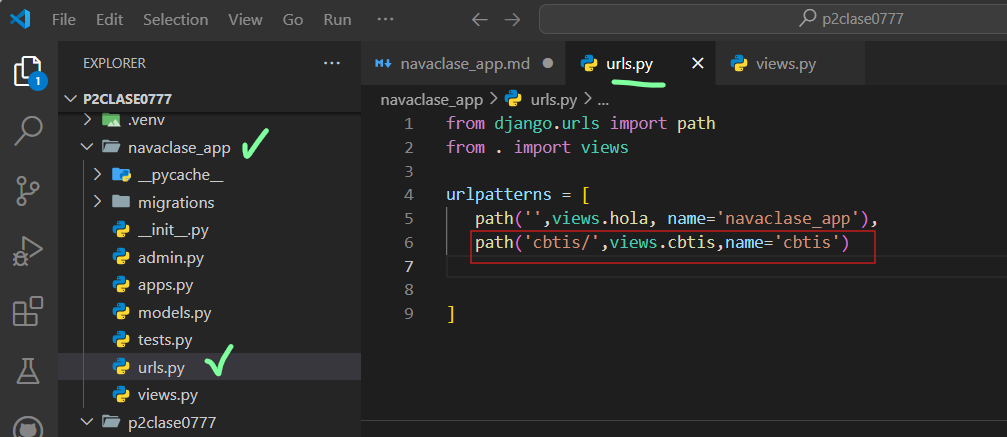 File Edit Selection View Go Run ··· p2clase0777
EXPLORER ···
navaclase_app.md urls.py views.py
1
P2CLASE0777
.venv
navaclase_app
__pycache__
migrations
__init__.py
admin.py
apps.py
models.py
tests.py
urls.py
views.py
p2clase0777
navaclase_app > urls.py > ...
1 from django.urls import path
2 from . import views
3
4 urlpatterns = [
5 path('',views.hola, name='navaclase_app'),
6 path('cbtis/',views.cbtis,name='cbtis')
7
8
9 ]